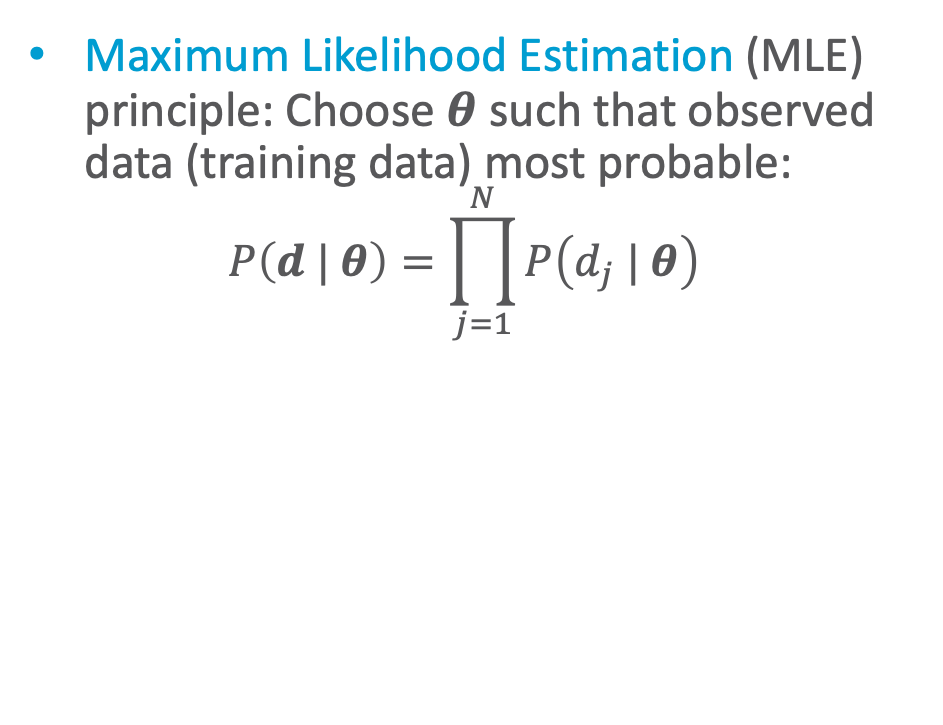 • Maximum Likelihood Estimation (MLE)
principle: Choose 𝜽 such that observed
data (training data) most probable:
N
P(𝒅 | 𝜽) = ∏ P(dⱼ | 𝜽)
j=1